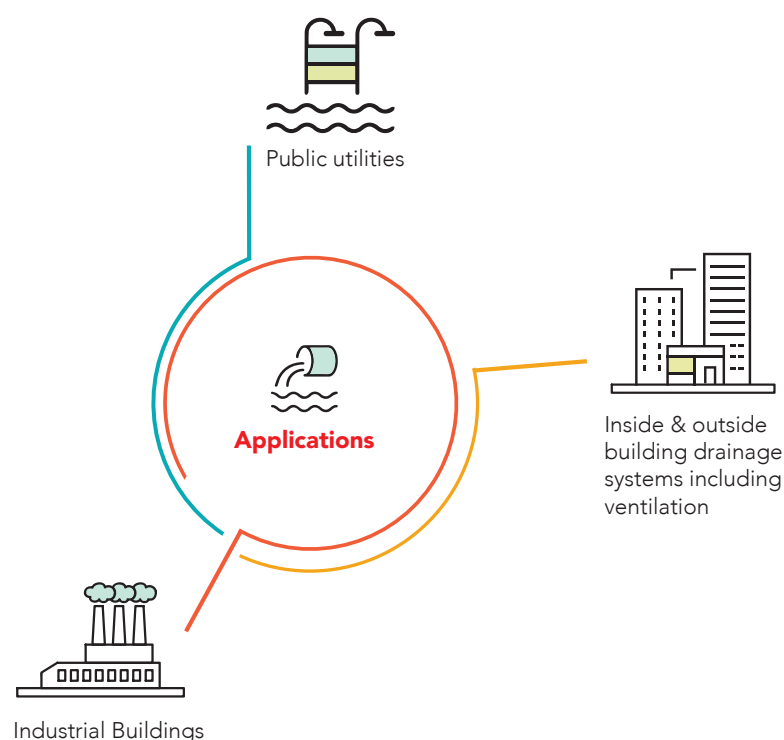 Public utilities
Applications
Inside & outside
building drainage
systems including
ventilation
Industrial Buildings